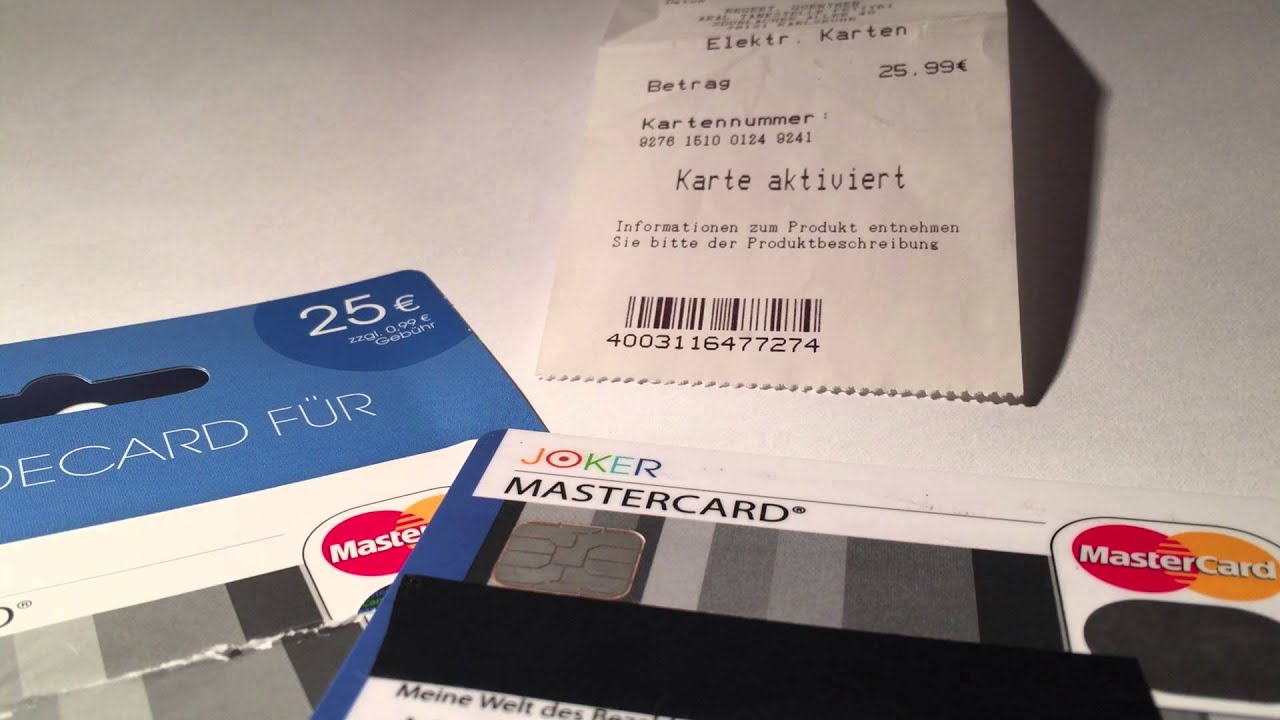 Elektr. Karten
Betrag 25.99€
Kartennummer:
9276 1510 0124 9241
Karte aktiviert
Informationen zum Produkt entnehmen
Sie bitte der Produktbeschreibung
4003116477274
25 €
zzgl. 0.99 €
Gebühr
DECARD FÜR
Master
D®
JOKER
MASTERCARD®
MasterCard
Meine Welt des